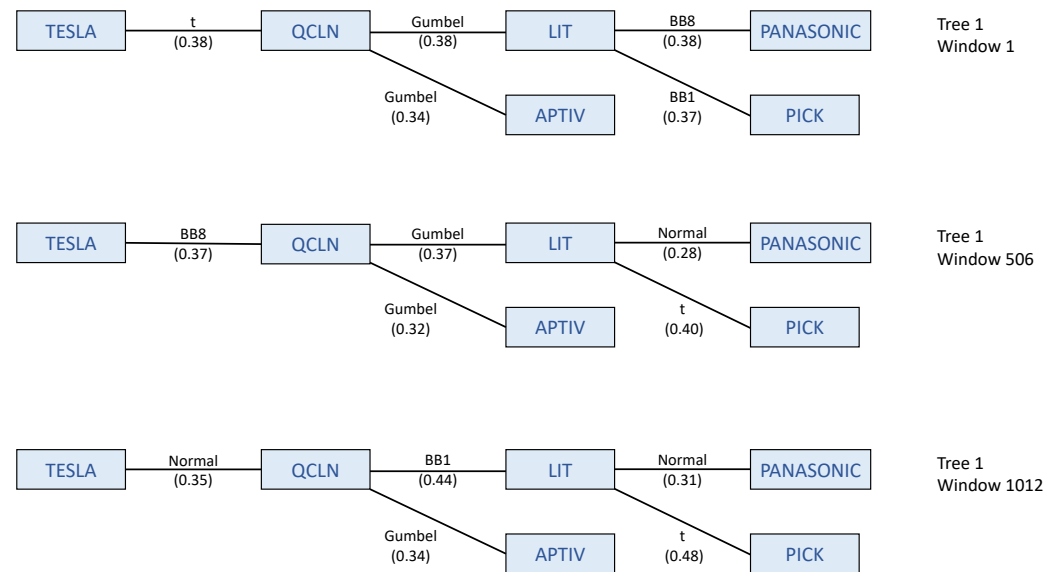 t
Gumbel
BB8
TESLA
QCLN
LIT
PANASONIC
Tree 1
Window 1
(0.38)
(0.38)
(0.38)
Gumbel
(0.34)
BB1
(0.37)
APTIV
PICK
BB8
Gumbel
Normal
TESLA
QCLN
LIT
PANASONIC
Tree 1
Window 506
(0.37)
(0.37)
(0.28)
Gumbel
(0.32)
t
(0.40)
APTIV
PICK
Normal
BB1
Normal
TESLA
QCLN
LIT
PANASONIC
Tree 1
Window 1012
(0.35)
(0.44)
(0.31)
Gumbel
(0.34)
t
(0.48)
APTIV
PICK